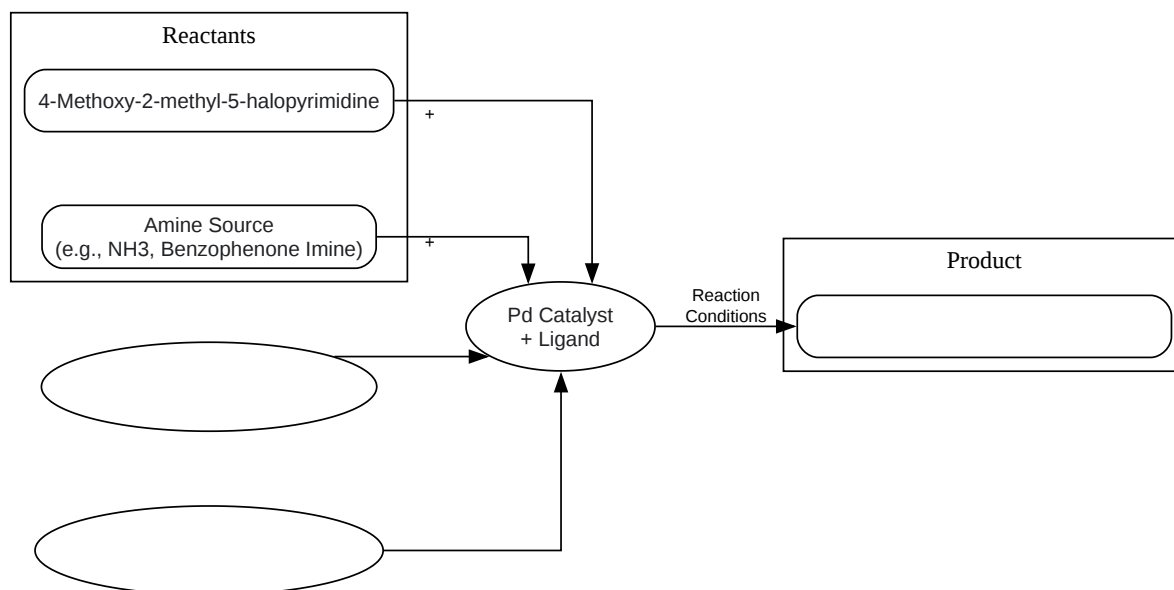 Reactants
4-Methoxy-2-methyl-5-halopyrimidine
+
Amine Source
(e.g., NH3, Benzophenone Imine)
+
Pd Catalyst
+ Ligand
Reaction
Conditions
Product